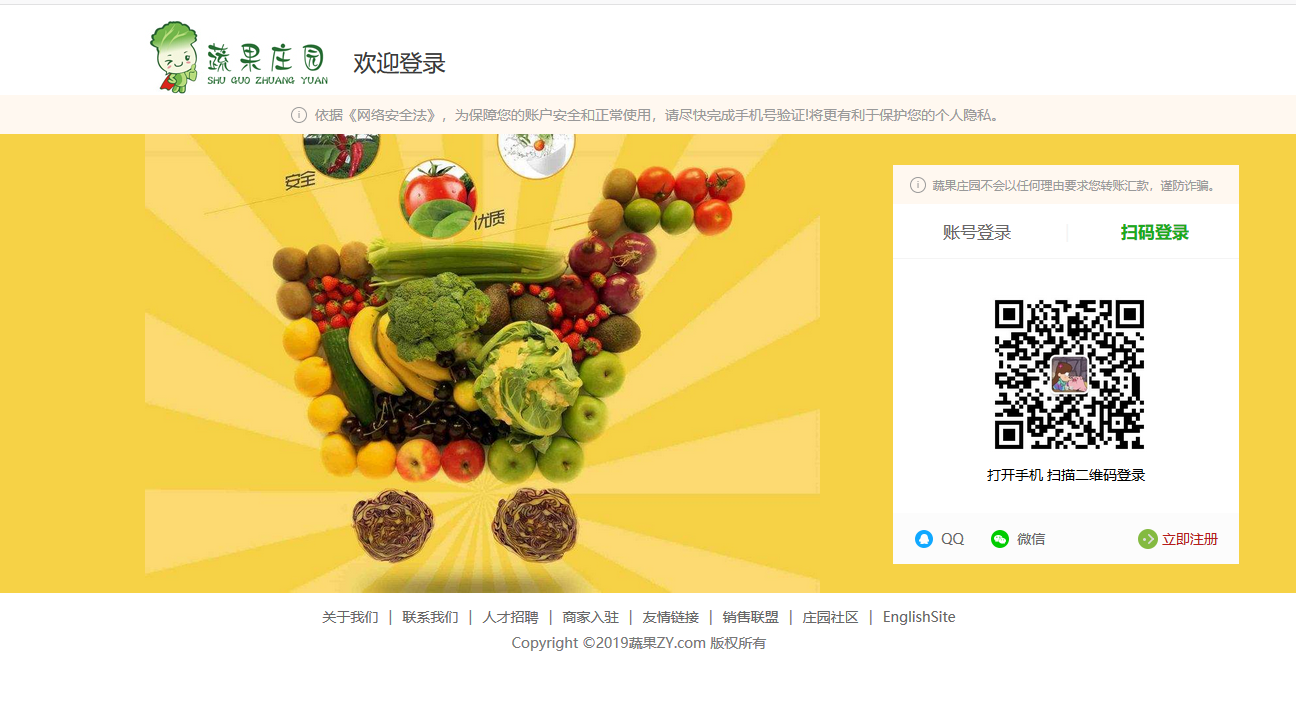 蔬果庄园
SHU GUO ZHUANG YUAN
欢迎登录
依据《网络安全法》，为保障您的账户安全和正常使用，请尽快完成手机号验证!将更有利于保护您的个人隐私。
安全
优质
蔬果庄园不会以任何理由要求您转账汇款，谨防诈骗。
账号登录 扫码登录
打开手机 扫描二维码登录
QQ 微信 立即注册
关于我们 | 联系我们 | 人才招聘 | 商家入驻 | 友情链接 | 销售联盟 | 庄园社区 | EnglishSite
Copyright ©2019蔬果ZY.com 版权所有